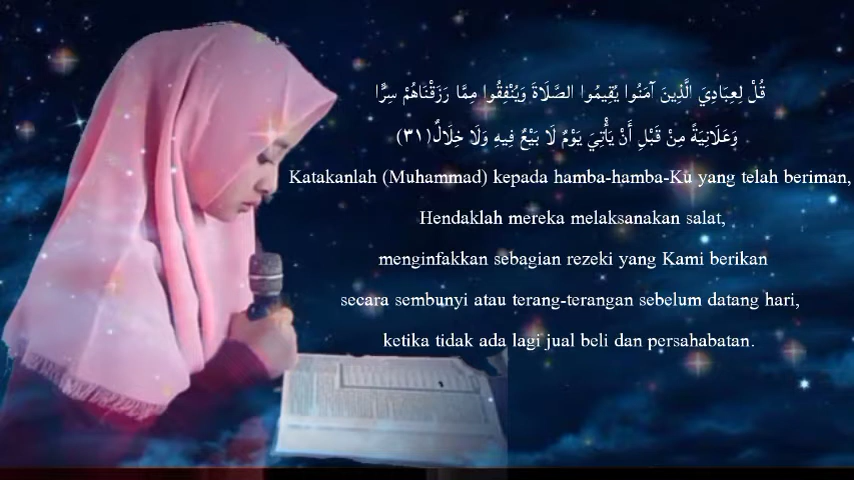 قُلْ لِعِبَادِيَ الَّذِينَ آمَنُوا يُقِيمُوا الصَّلَاةَ وَيُنْفِقُوا مِمَّا رَزَقْنَاهُمْ سِرًّا
وَعَلَانِيَةً مِنْ قَبْلِ أَنْ يَأْتِيَ يَوْمٌ لَا بَيْعٌ فِيهِ وَلَا خِلَالٌ(٣١)
Katakanlah (Muhammad) kepada hamba-hamba-Ku yang telah beriman,
Hendaklah mereka melaksanakan salat,
menginfakkan sebagian rezeki yang Kami berikan
secara sembunyi atau terang-terangan sebelum datang hari,
ketika tidak ada lagi jual beli dan persahabatan.